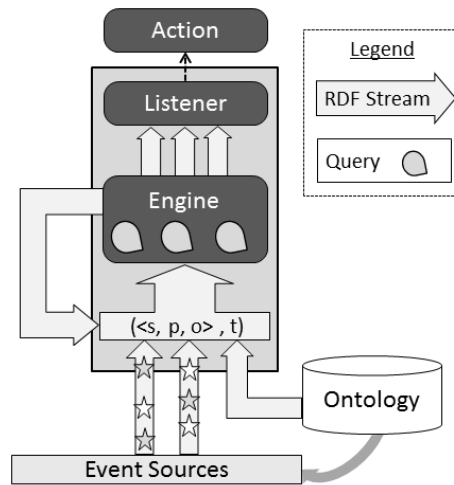 Action
Legend
RDF Stream
Listener
Query
Engine
(<s, p, o> , t)
Ontology
Event Sources